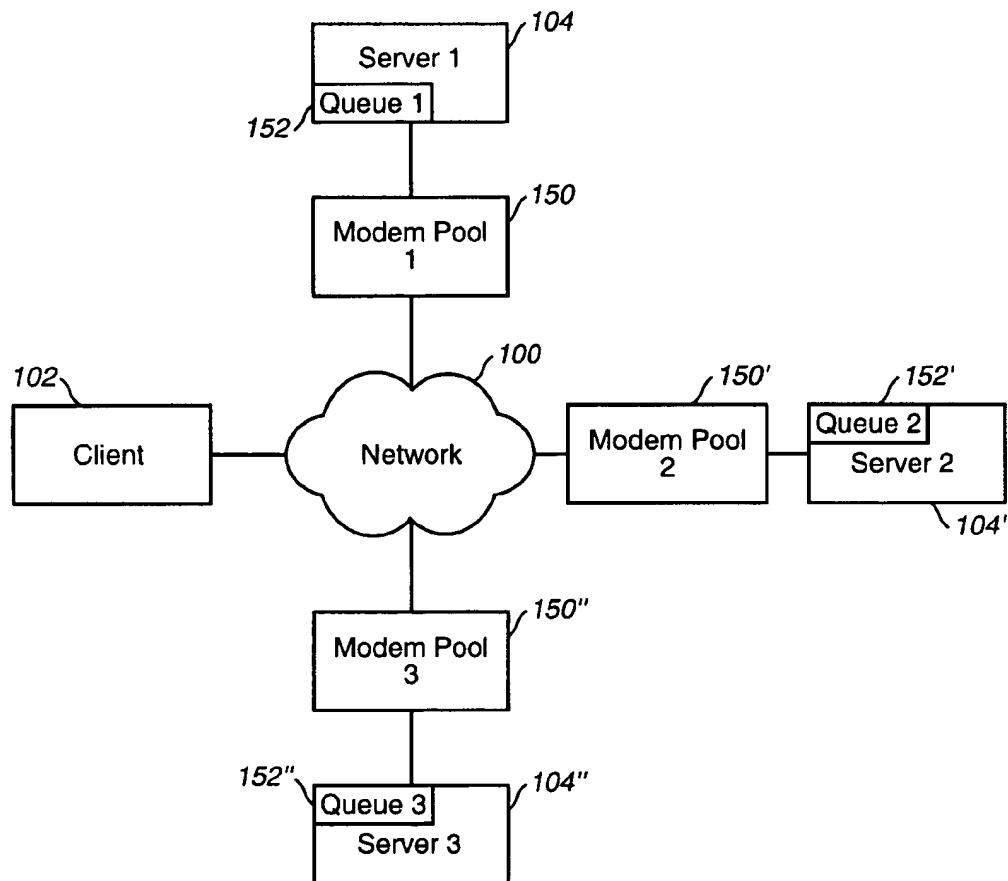 104
Server 1
Queue 1
152
150
Modem Pool
1
100
102
Client
Network
150'
Modem Pool
2
152'
Queue 2
Server 2
104'
150"
Modem Pool
3
152"
Queue 3
104"
Server 3